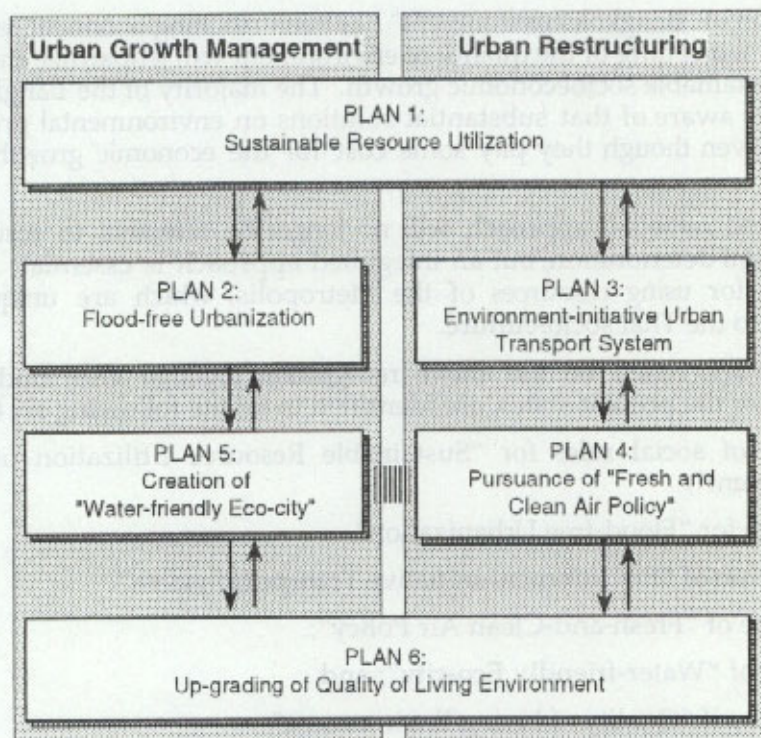 Urban Growth Management
Urban Restructuring
PLAN 1:
Sustainable Resource Utilization
PLAN 2:
Flood-free Urbanization
PLAN 3:
Environment-initiative Urban
Transport System
PLAN 5:
Creation of
"Water-friendly Eco-city"
PLAN 4:
Pursuance of "Fresh and
Clean Air Policy"
PLAN 6:
Up-grading of Quality of Living Environment